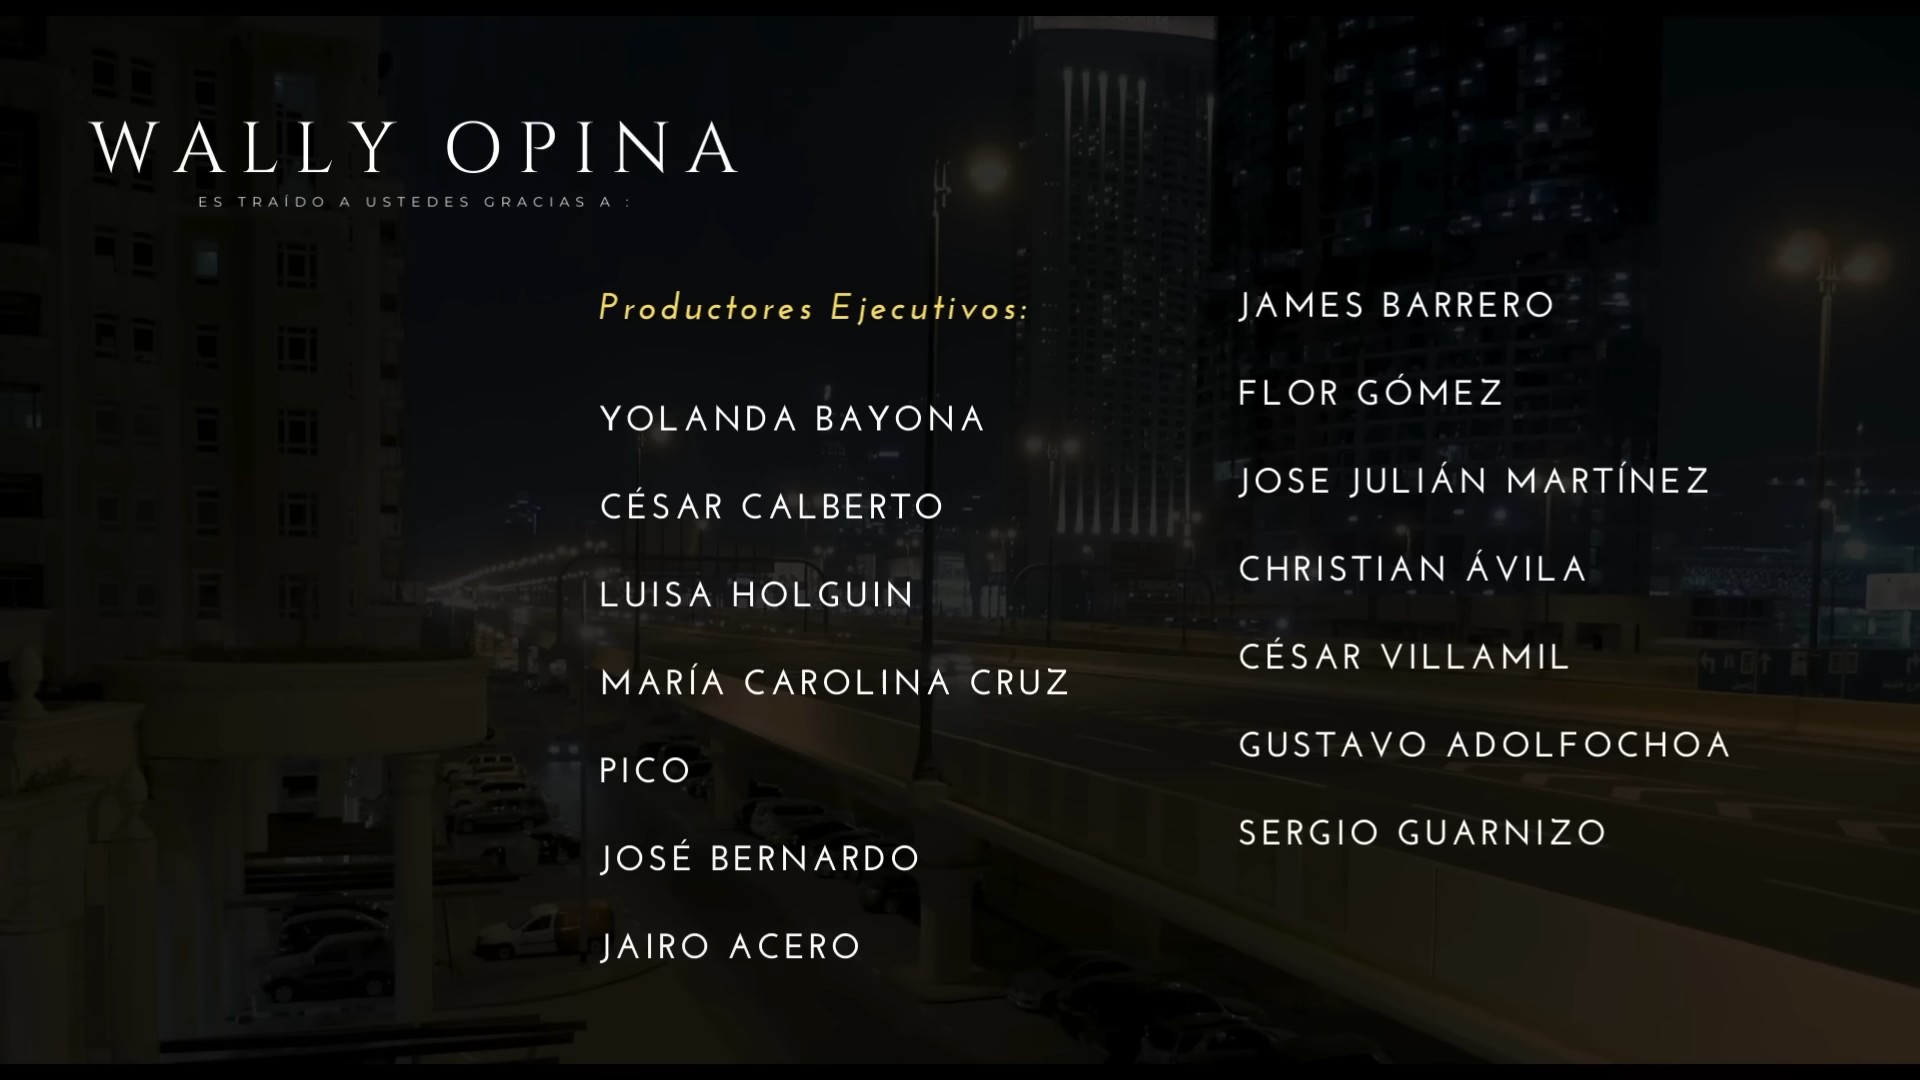 WALLY OPINA
ES TRAÍDO A USTEDES GRACIAS A :
Productores Ejecutivos:
YOLANDA BAYONA
CÉSAR CALBERTO
LUISA HOLGUIN
MARÍA CAROLINA CRUZ
PICO
JOSÉ BERNARDO
JAIRO ACERO
JAMES BARRERO
FLOR GÓMEZ
JOSE JULIÁN MARTÍNEZ
CHRISTIAN ÁVILA
CÉSAR VILLAMIL
GUSTAVO ADOLFOCHOA
SERGIO GUARNIZO